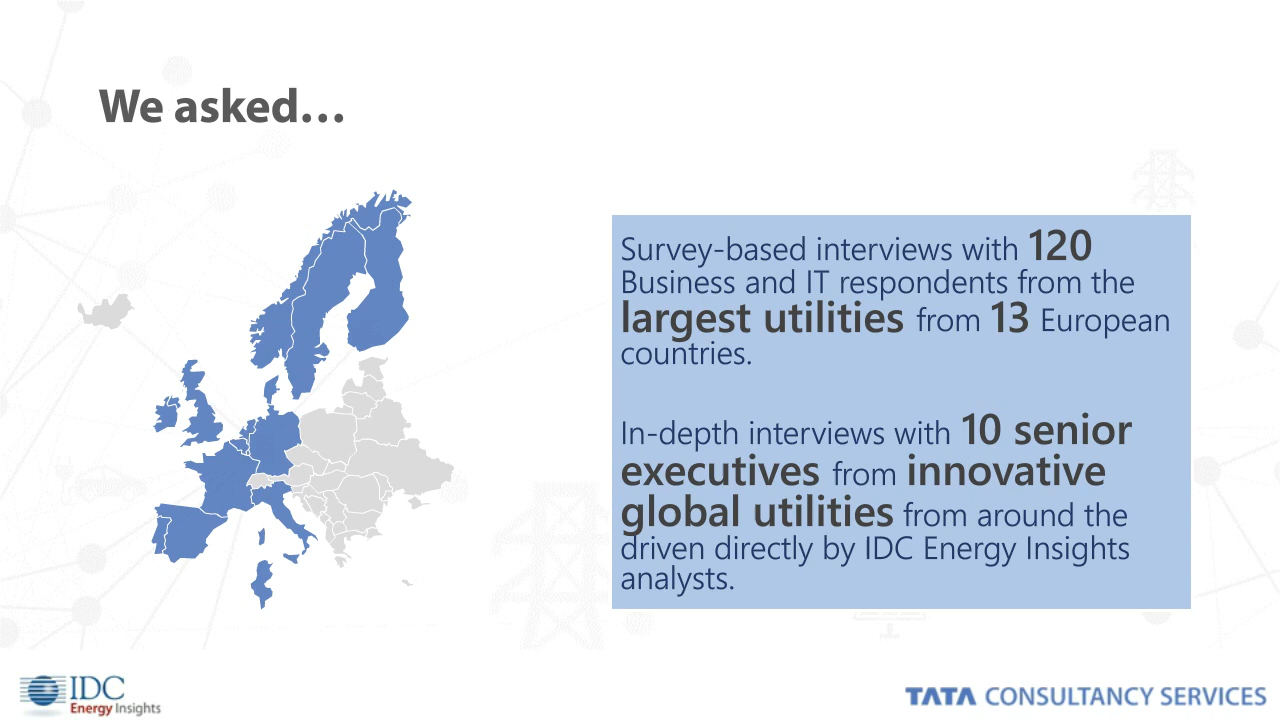 We asked...
Survey-based interviews with 120
Business and IT respondents from the
largest utilities from 13 European
countries.
In-depth interviews with 10 senior
executives from innovative
global utilities from around the
driven directly by IDC Energy Insights
analysts.
IDC
Energy Insights
TATA CONSULTANCY SERVICES